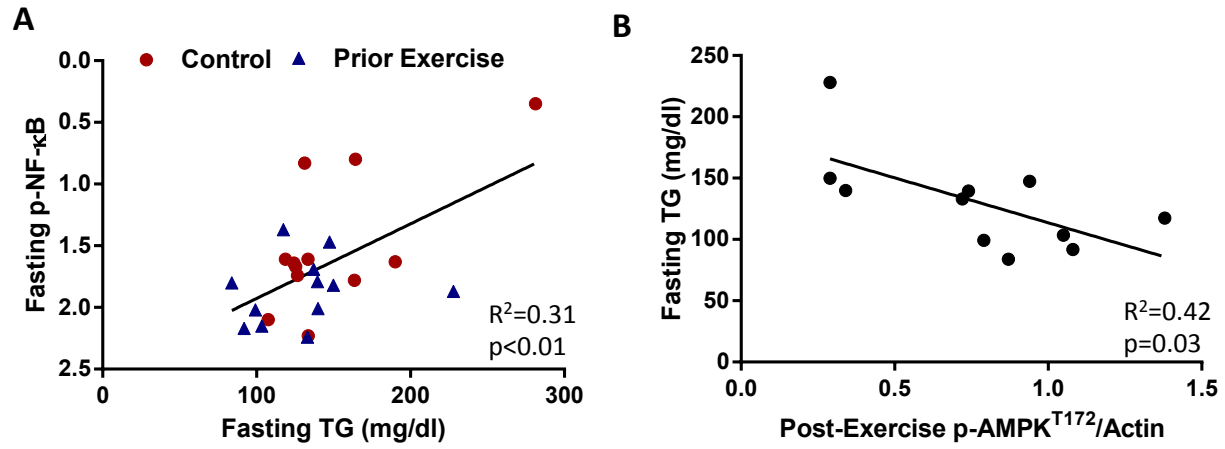 A
Control
Prior Exercise
0.0
0.5
1.0
1.5
2.0
2.5
Fasting p-NF-κB
0
100
200
300
Fasting TG (mg/dl)
R²=0.31
p<0.01
B
250
200
150
100
50
0
Fasting TG (mg/dl)
0.0
0.5
1.0
1.5
Post-Exercise p-AMPK^T172/Actin
R²=0.42
p=0.03